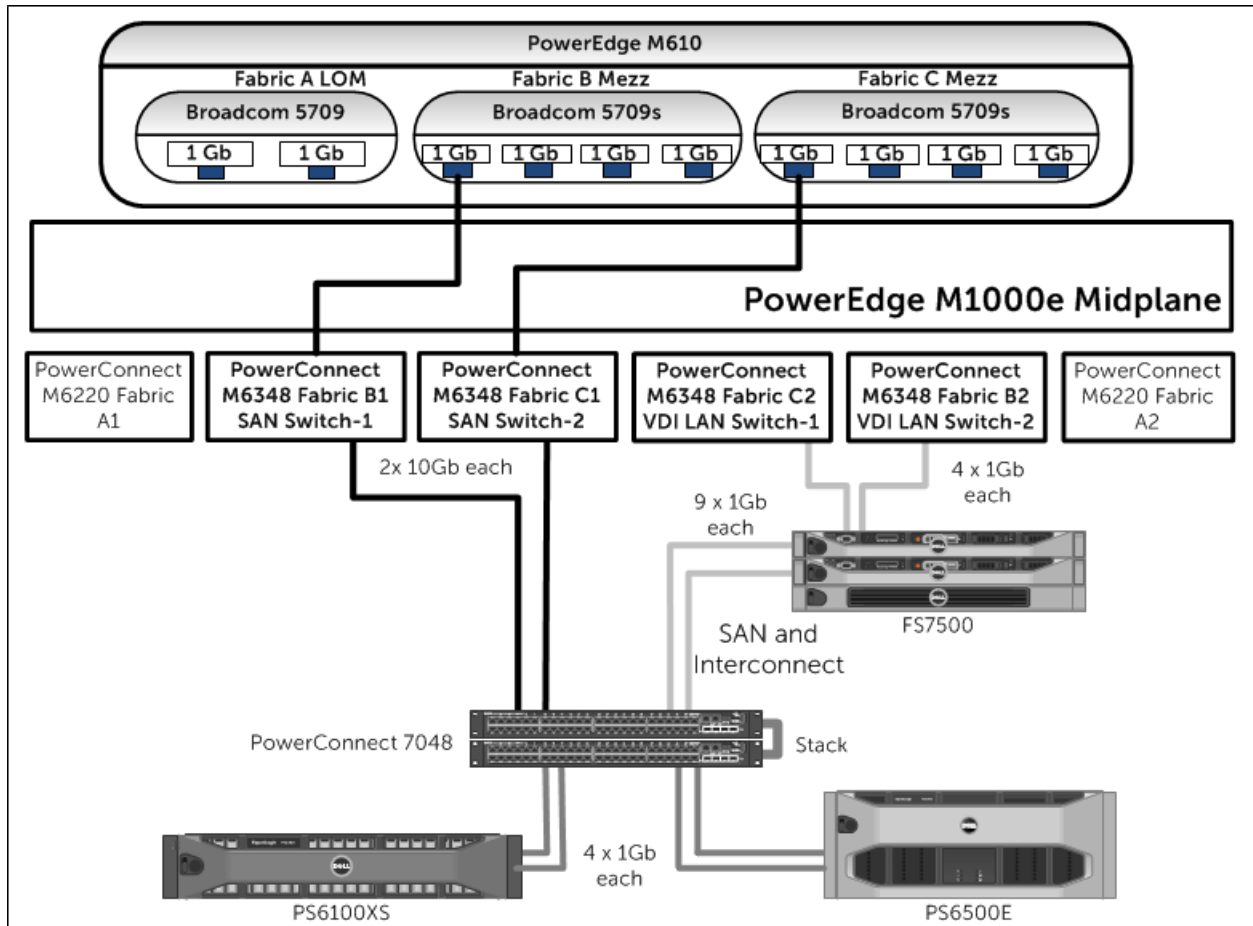 PowerEdge M610
Fabric A LOM
Fabric B Mezz
Fabric C Mezz
Broadcom 5709
Broadcom 5709s
Broadcom 5709s
1 Gb
1 Gb
1 Gb
1 Gb
1 Gb
1 Gb
1 Gb
1 Gb
1 Gb
1 Gb
PowerEdge M1000e Midplane
PowerConnect
M6220 Fabric
A1
PowerConnect
M6348 Fabric B1
SAN Switch-1
PowerConnect
M6348 Fabric C1
SAN Switch-2
PowerConnect
M6348 Fabric C2
VDI LAN Switch-1
PowerConnect
M6348 Fabric B2
VDI LAN Switch-2
PowerConnect
M6220 Fabric
A2
2x 10Gb each
4 x 1Gb
each
9 x 1Gb
each
FS7500
SAN and
Interconnect
PowerConnect 7048
Stack
DELL
4 x 1Gb
each
PS6100XS
PS6500E